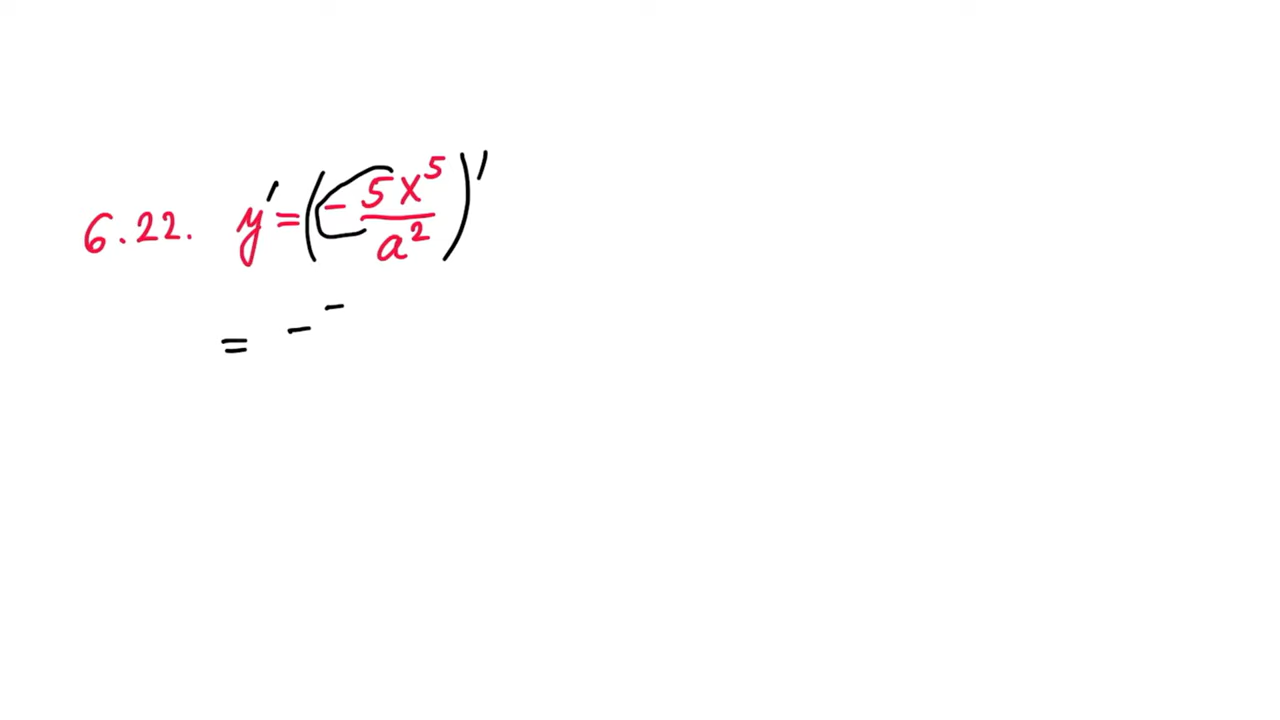 6.22. y' = (- 5x^5 / a^2)'
= - -